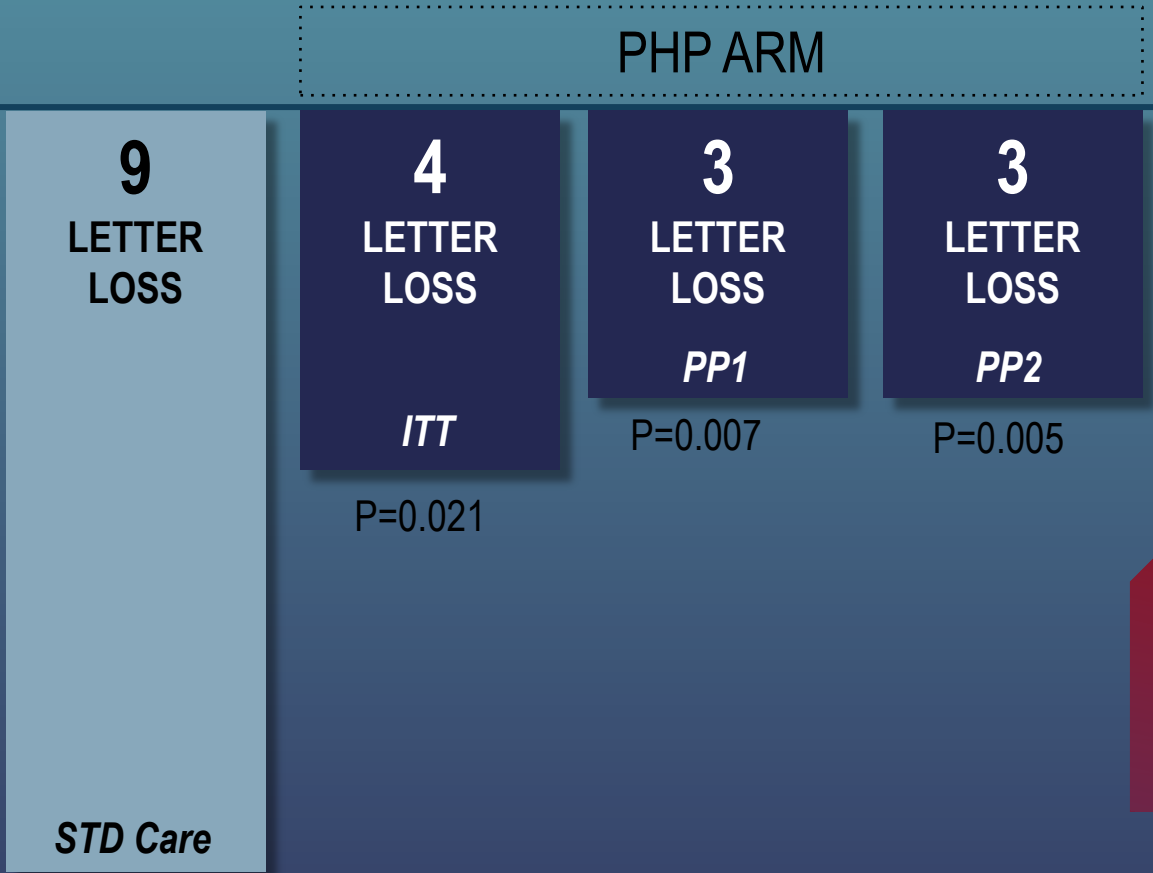 PHP ARM
9
LETTER
LOSS
STD Care
4
LETTER
LOSS
ITT
P=0.021
3
LETTER
LOSS
PP1
P=0.007
3
LETTER
LOSS
PP2
P=0.005